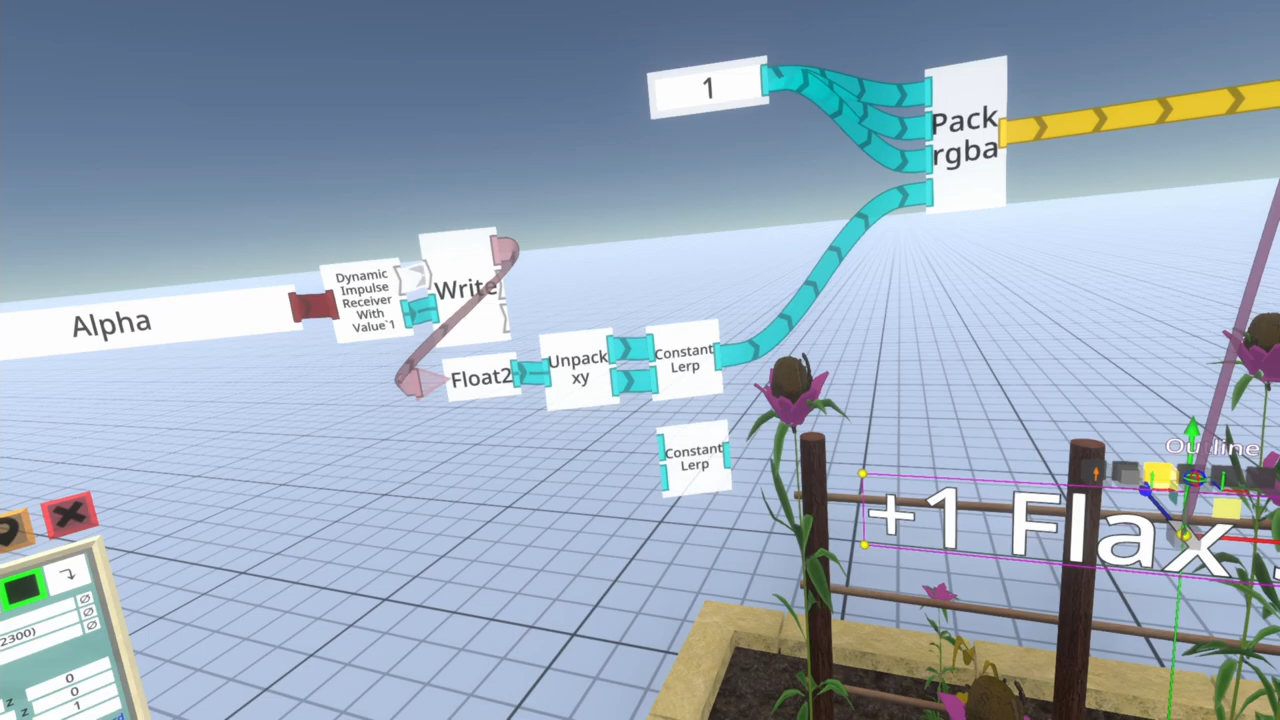 1
Pack
rgba
Dynamic
Impulse
Receiver
With
Value`1
Write
Alpha
Float2
Unpack
xy
Constant
Lerp
Constant
Lerp
Outline
+1 Flax
2300)
0
z
0
z
1